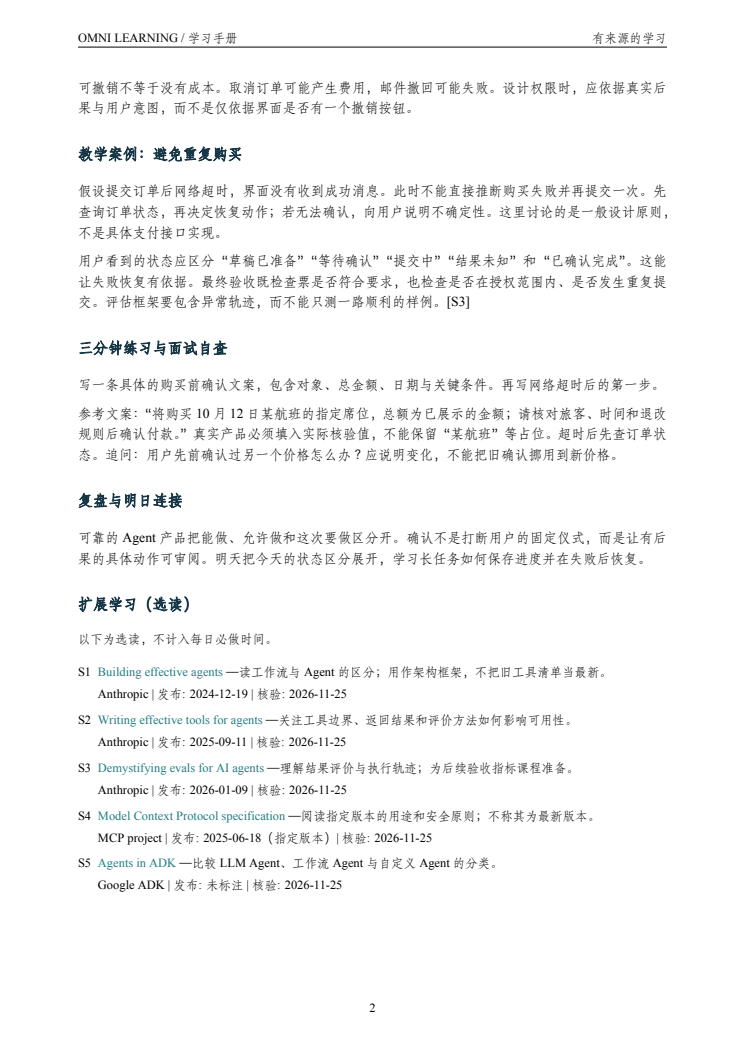 OMNI LEARNING / 学习手册
有来源的学习
可撤销不等于没有成本。取消订单可能产生费用，邮件撤回可能失败。设计权限时，应依据真实后
果与用户意图，而不是仅依据界面是否有一个撤销按钮。
教学案例：避免重复购买
假设提交订单后网络超时，界面没有收到成功消息。此时不能直接推断购买失败并再提交一次。先
查询订单状态，再决定恢复动作；若无法确认，向用户说明不确定性。这里讨论的是一般设计原则，
不是具体支付接口实现。
用户看到的状态应区分“草稿已准备”“等待确认”“提交中”“结果未知”和“已确认完成”。这能
让失败恢复有依据。最终验收既检查票是否符合要求，也检查是否在授权范围内、是否发生重复提
交。评估框架要包含异常轨迹，而不能只测一路顺利的样例。[S3]
三分钟练习与面试自查
写一条具体的购买前确认文案，包含对象、总金额、日期与关键条件。再写网络超时后的第一步。
参考文案：“将购买 10 月 12 日某航班的指定席位，总额为已展示的金额；请核对旅客、时间和退改
规则后确认付款。”真实产品必须填入实际核验值，不能保留“某航班”等占位。超时后先查订单状
态。追问：用户先前确认过另一个价格怎么办？应说明变化，不能把旧确认挪用到新价格。
复盘与明日连接
可靠的 Agent 产品把能做、允许做和这次要做区分开。确认不是打断用户的固定仪式，而是让有后
果的具体动作可审阅。明天把今天的状态区分展开，学习长任务如何保存进度并在失败后恢复。
扩展学习（选读）
以下为选读，不计入每日必做时间。
S1 Building effective agents —读工作流与 Agent 的区分；用作架构框架，不把旧工具清单当最新。
Anthropic | 发布: 2024-12-19 | 核验: 2026-11-25
S2 Writing effective tools for agents —关注工具边界、返回结果和评价方法如何影响可用性。
Anthropic | 发布: 2025-09-11 | 核验: 2026-11-25
S3 Demystifying evals for AI agents —理解结果评价与执行轨迹；为后续验收指标课程准备。
Anthropic | 发布: 2026-01-09 | 核验: 2026-11-25
S4 Model Context Protocol specification —阅读指定版本的用途和安全原则；不称其为最新版本。
MCP project | 发布: 2025-06-18（指定版本）| 核验: 2026-11-25
S5 Agents in ADK —比较 LLM Agent、工作流 Agent 与自定义 Agent 的分类。
Google ADK | 发布: 未标注 | 核验: 2026-11-25
2